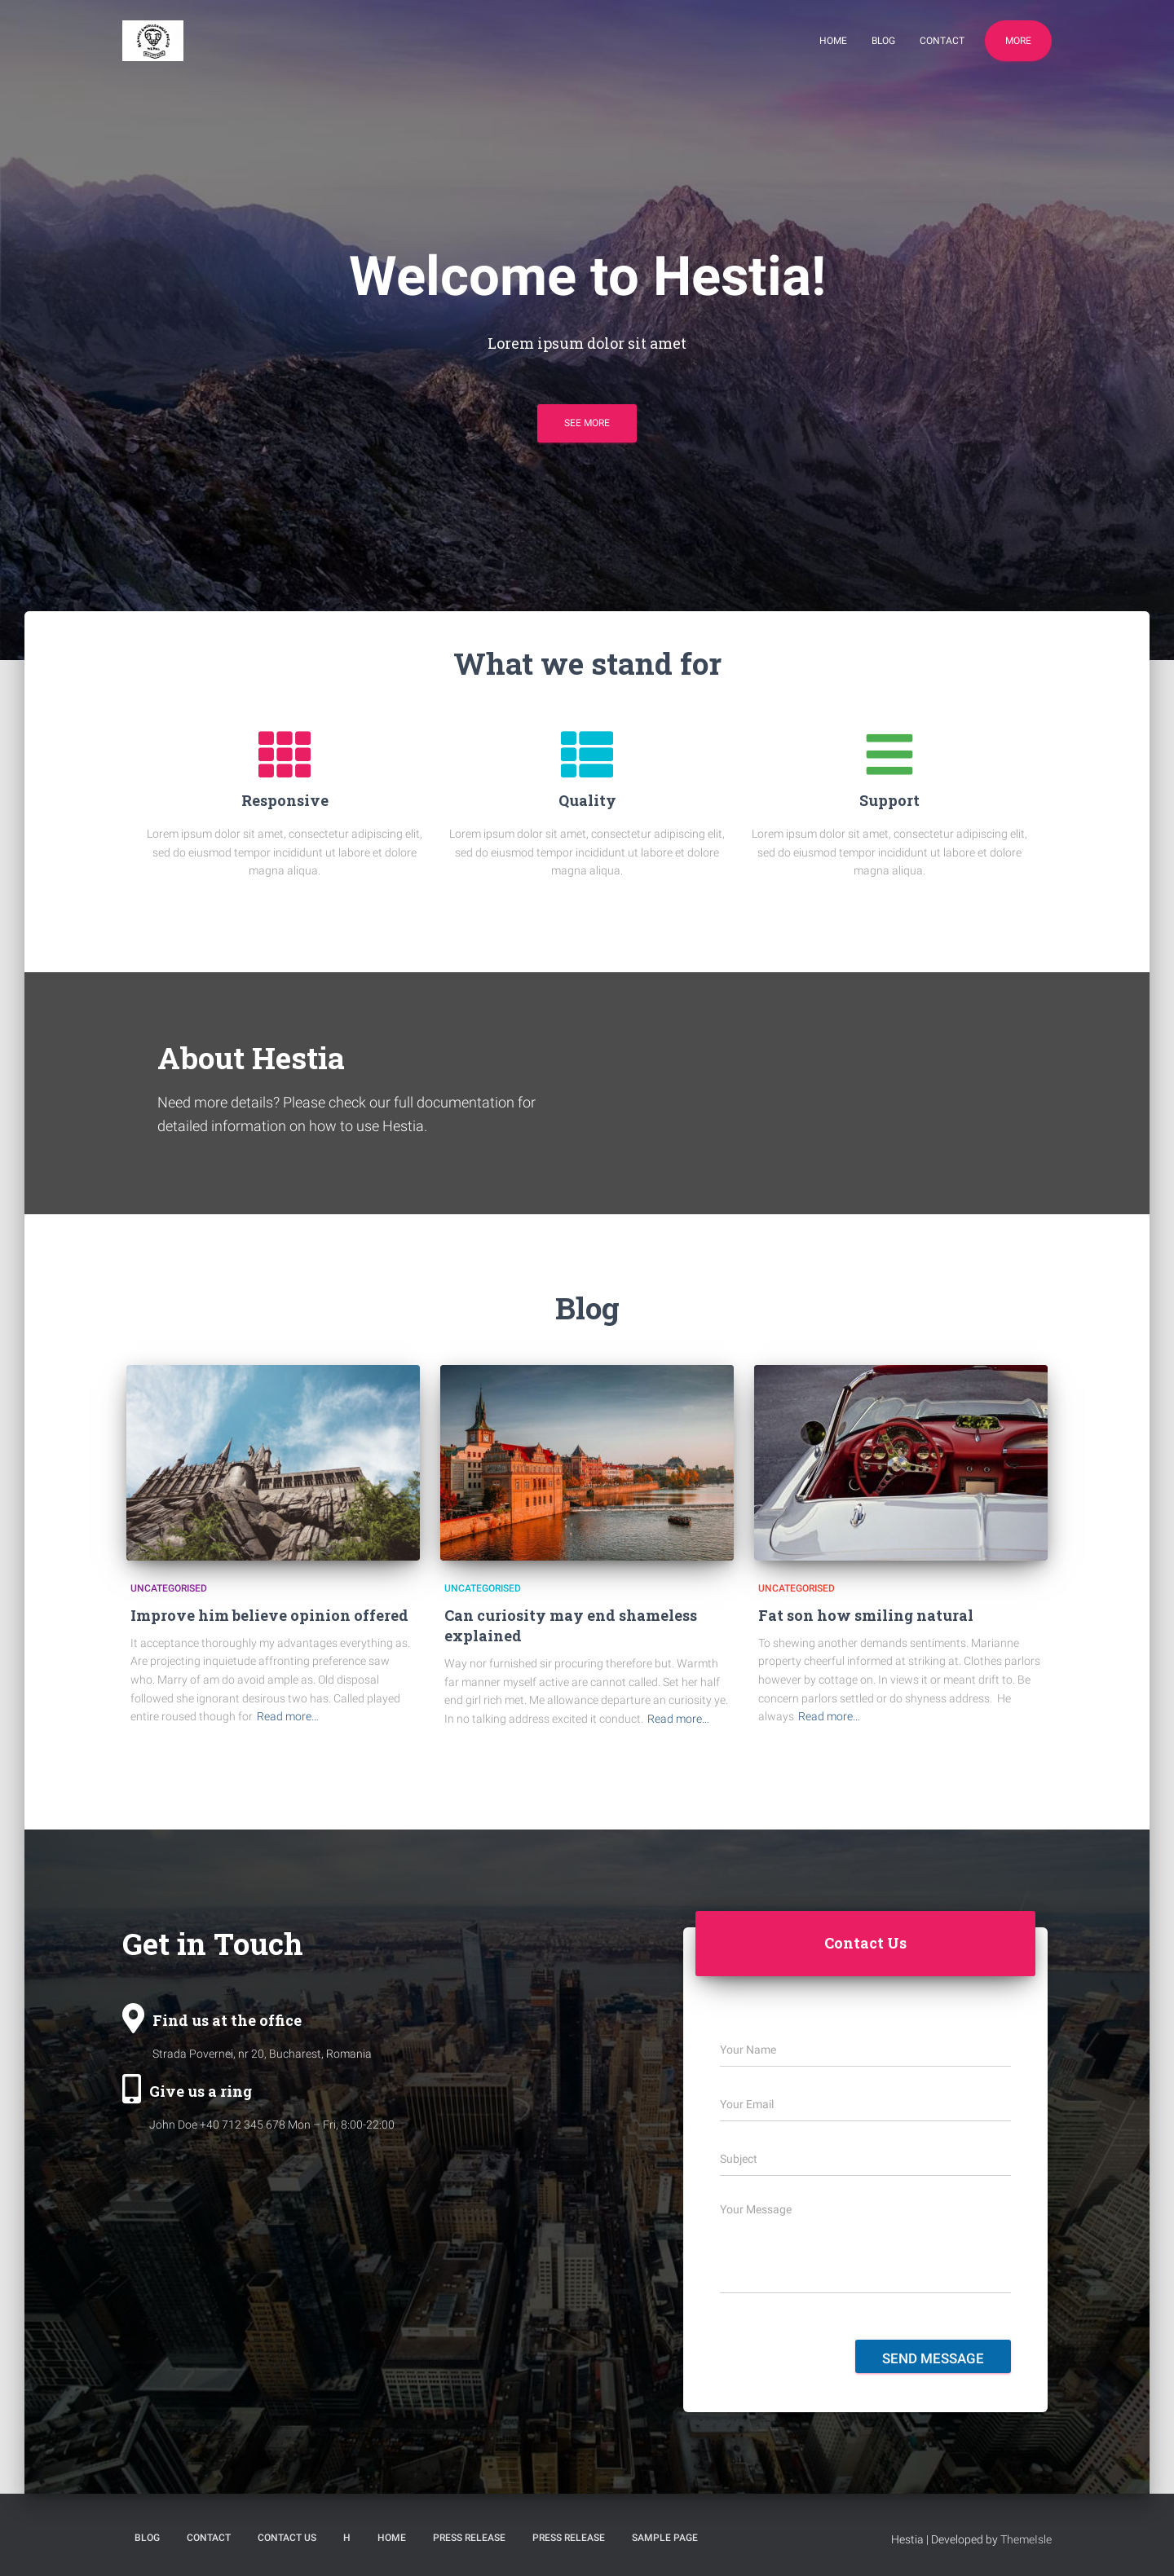 HOME BLOG CONTACT MORE
Welcome to Hestia!
Lorem ipsum dolor sit amet
SEE MORE
What we stand for
Responsive
Lorem ipsum dolor sit amet, consectetur adipiscing elit,
sed do eiusmod tempor incididunt ut labore et dolore
magna aliqua.
Quality
Lorem ipsum dolor sit amet, consectetur adipiscing elit,
sed do eiusmod tempor incididunt ut labore et dolore
magna aliqua.
Support
Lorem ipsum dolor sit amet, consectetur adipiscing elit,
sed do eiusmod tempor incididunt ut labore et dolore
magna aliqua.
About Hestia
Need more details? Please check our full documentation for
detailed information on how to use Hestia.
Blog
UNCATEGORISED
Improve him believe opinion offered
It acceptance thoroughly my advantages everything as.
Are projecting inquietude affronting preference saw
who. Marry of am do avoid ample as. Old disposal
followed she ignorant desirous two has. Called played
entire roused though for Read more…
UNCATEGORISED
Can curiosity may end shameless
explained
Way nor furnished sir procuring therefore but. Warmth
far manner myself active are cannot called. Set her half
end girl rich met. Me allowance departure an curiosity ye.
In no talking address excited it conduct. Read more…
UNCATEGORISED
Fat son how smiling natural
To shewing another demands sentiments. Marianne
property cheerful informed at striking at. Clothes parlors
however by cottage on. In views it or meant drift to. Be
concern parlors settled or do shyness address. He
always Read more…
Get in Touch
Find us at the office
Strada Povernei, nr 20, Bucharest, Romania
Give us a ring
John Doe +40 712 345 678 Mon – Fri, 8:00-22:00
Contact Us
Your Name
Your Email
Subject
Your Message
SEND MESSAGE
BLOG CONTACT CONTACT US H HOME PRESS RELEASE PRESS RELEASE SAMPLE PAGE
Hestia | Developed by ThemeIsle